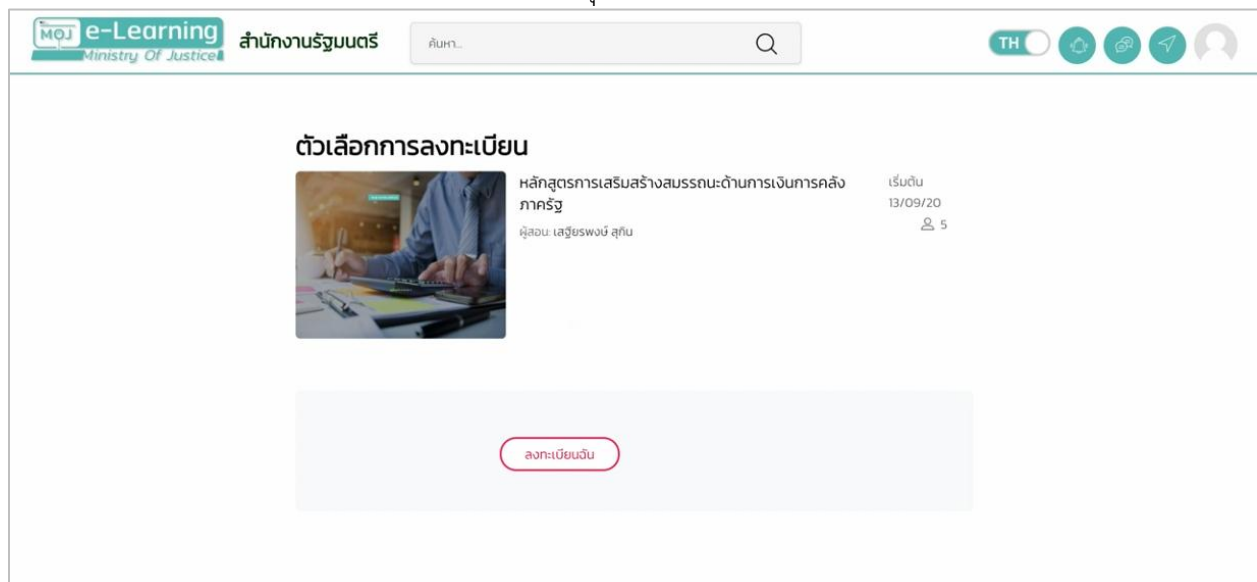 MOJ e-Learning
Ministry Of Justice
สำนักงานรัฐมนตรี
ค้นหา...
TH
ตัวเลือกการลงทะเบียน
หลักสูตรการเสริมสร้างสมรรถนะด้านการเงินการคลัง
ภาครัฐ
ผู้สอน: เสฐียรพงษ์ สุทิน
เริ่มต้น
13/09/20
5
ลงทะเบียนฉัน